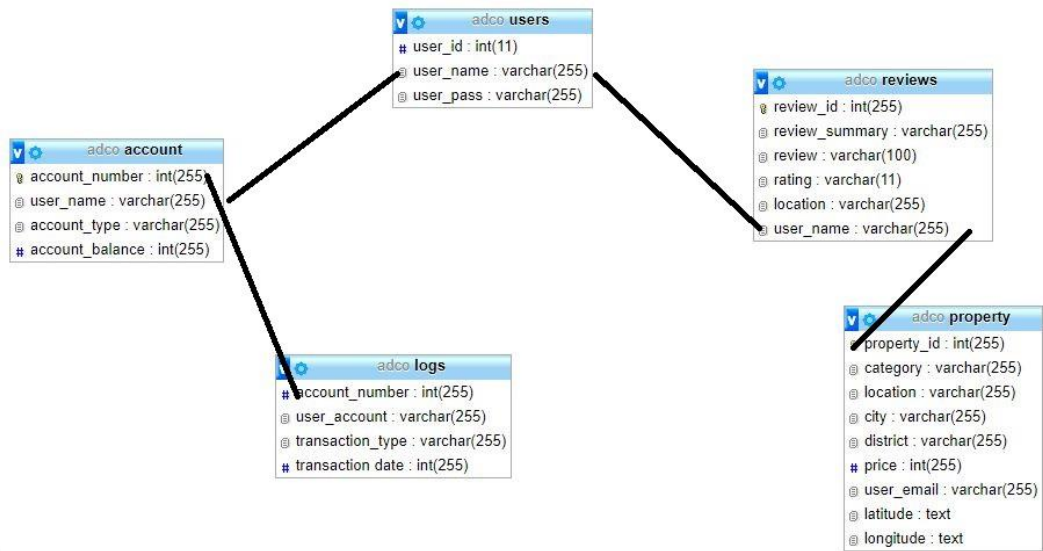 adco users
# user_id : int(11)
user_name : varchar(255)
user_pass : varchar(255)
adco reviews
review_id : int(255)
review_summary : varchar(255)
review : varchar(100)
rating : varchar(11)
location : varchar(255)
user_name : varchar(255)
adco account
account_number : int(255)
user_name : varchar(255)
account_type : varchar(255)
# account_balance : int(255)
adco logs
# account_number : int(255)
user_account : varchar(255)
transaction_type : varchar(255)
# transaction date : int(255)
adco property
property_id : int(255)
category : varchar(255)
location : varchar(255)
city : varchar(255)
district : varchar(255)
# price : int(255)
user_email : varchar(255)
latitude : text
longitude : text